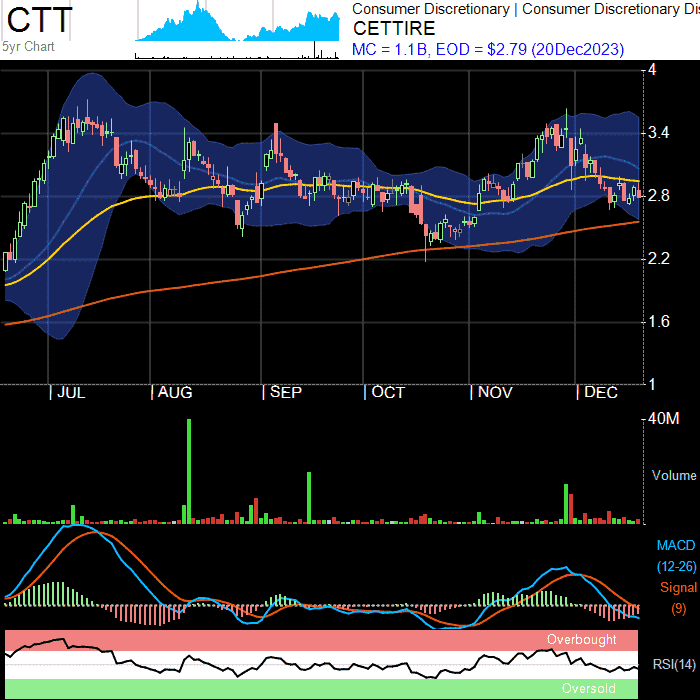 CTT
5yr Chart
Consumer Discretionary | Consumer Discretionary Dis
CETTIRE
MC = 1.1B, EOD = $2.79 (20Dec2023)
4
3.4
2.8
2.2
1.6
1
| JUL | AUG | SEP | OCT | NOV | DEC
40M
Volume
MACD
(12-26)
Signal
(9)
Overbought
RSI(14)
Oversold